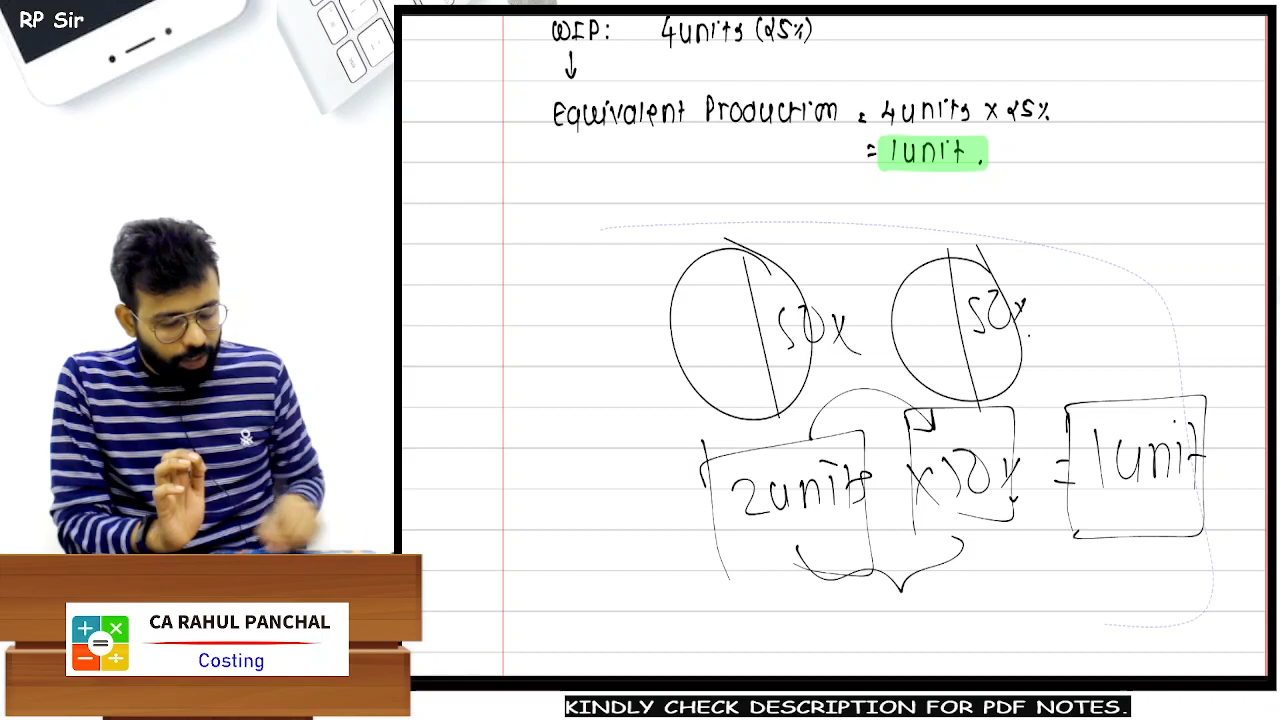 RP Sir
WIP: 4units (25%)
Equivalent Production = 4units x 25%
= 1unit.
50%
50%
2units x50% = 1unit
CA RAHUL PANCHAL
Costing
KINDLY CHECK DESCRIPTION FOR PDF NOTES.